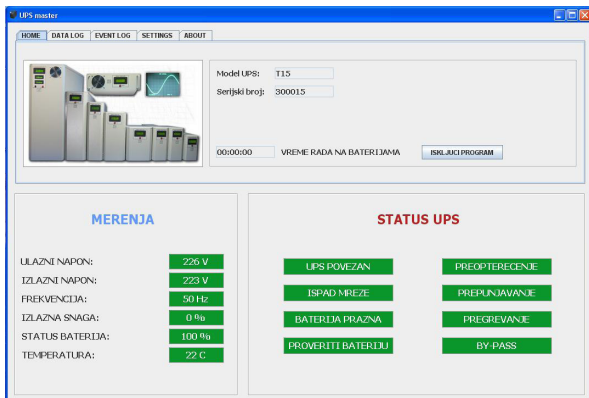 UPS master
HOME DATA LOG EVENT LOG SETTINGS ABOUT
Model UPS: T15
Serijski broj: 300015
00:00:00 VREME RADA NA BATERIJAMA ISKLJUCI PROGRAM
MERENJA
ULAZNI NAPON: 226 V
IZLAZNI NAPON: 223 V
FREKVENCIJA: 50 Hz
IZLAZNA SNAGA: 0 %
STATUS BATERIJA: 100 %
TEMPERATURA: 22 C
STATUS UPS
UPS POVEZAN PREOPTERECENJE
ISPAD MREZE PREPUNJAVANJE
BATERIJA PRAZNA PREGREVANJE
PROVERITI BATERIJU BY-PASS